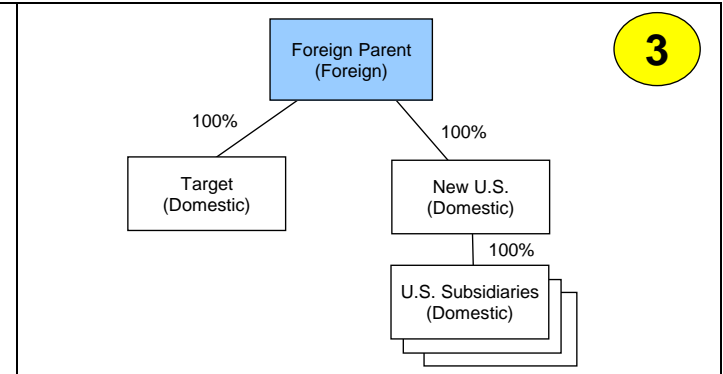 Foreign Parent
(Foreign)
3
100%
100%
Target
(Domestic)
New U.S.
(Domestic)
100%
U.S. Subsidiaries
(Domestic)